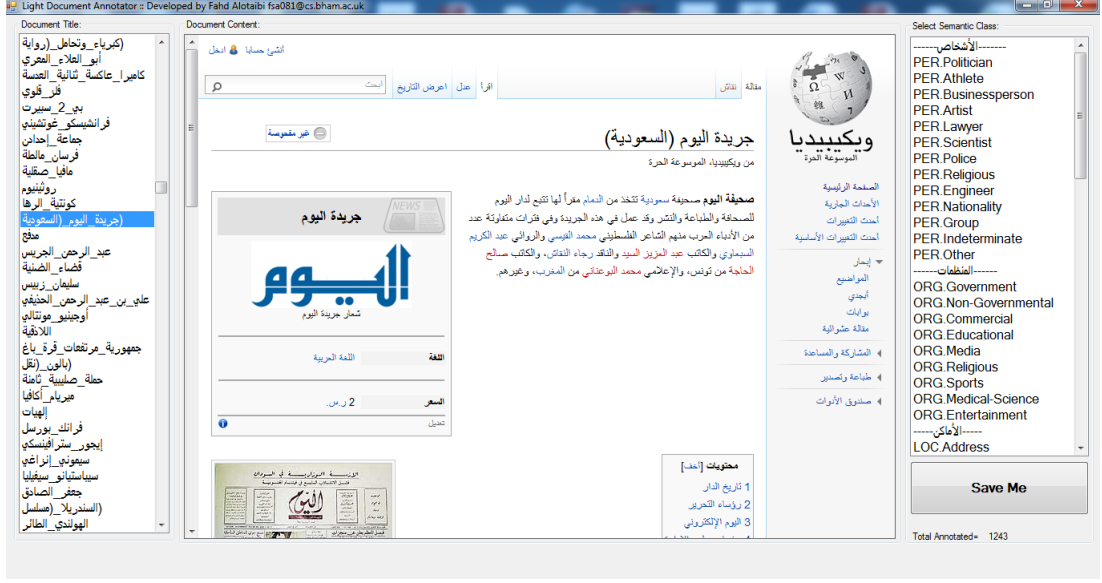 Light Document Annotator :: Developed by Fahd Alotaibi fsa081@cs.bham.ac.uk
Document Title:
(كبرياء_وتحامل_(رواية
أبو_العلاء_المعري
كاميرا_عاكسة_ثنائية_العدسة
فلز_قلوي
بي_2_سبيرت
فرانشيسكو_غوتشيني
جماعة_إحدادن
فرسان_مالطة
مافيا_صقلية
روثينيوم
كونتية_الرها
(جريدة_اليوم_(السعودية
مدفع
عبد_الرحمن_الجريس
قضاء_الضنية
سليمان_زبيس
علي_بن_عبد_الرحمن_الحذيفي
أوجينيو_مونتالي
اللاذقية
جمهورية_مرتفعات_قرة_باغ
(بالون_(نقل
حملة_صليبية_ثامنة
ميريام_أكافيا
إلهيات
فرانك_بورسل
إيجور_سترافينسكي
سيموني_إنزاغي
سيباستيانو_سيفيليا
جعفر_الصادق
(السندريلا_(مسلسل
الهولندي_الطائر
Document Content:
أنشئ حسابا ادخل
مقالة نقاش اقرأ عدل اعرض التاريخ ابحث
ويكيبيديا
الموسوعة الحرة
الصفحة الرئيسية
الأحداث الجارية
أحدث التغييرات
أحدث التغييرات الأساسية
إبحار
المواضيع
أبجدي
بوابات
مقالة عشوائية
المشاركة والمساعدة
طباعة وتصدير
صندوق الأدوات
غير مفحوصة
جريدة اليوم (السعودية)
من ويكيبيديا، الموسوعة الحرة
صحيفة اليوم صحيفة سعودية تتخذ من الدمام مقراً لها تتبع لدار اليوم
للصحافة والطباعة والنشر وقد عمل في هذه الجريدة وفي فترات متفاوتة عدد
من الأدباء العرب منهم الشاعر الفلسطيني محمد القيسي والروائي عبد الكريم
السبعاوي والكاتب عبد العزيز السيد والناقد رجاء النقاش، والكاتب صالح
الحاجة من تونس، والإعلامي محمد البوعناني من المغرب، وغيرهم.
NEWS
جريدة اليوم
اليوم
شعار جريدة اليوم
اللغة اللغة العربية
السعر 2 ر.س.
تعديل
اليوم
محتويات [أخف]
1 تاريخ الدار
2 رؤساء التحرير
3 اليوم الإلكتروني
Select Semantic Class:
-------الأشخاص------
PER.Politician
PER.Athlete
PER.Businessperson
PER.Artist
PER.Lawyer
PER.Scientist
PER.Police
PER.Religious
PER.Engineer
PER.Nationality
PER.Group
PER.Indeterminate
PER.Other
------المنظمات------
ORG.Government
ORG.Non-Governmental
ORG.Commercial
ORG.Educational
ORG.Media
ORG.Religious
ORG.Sports
ORG.Medical-Science
ORG.Entertainment
-----الأماكن-----
LOC.Address
Save Me
Total Annotated= 1243